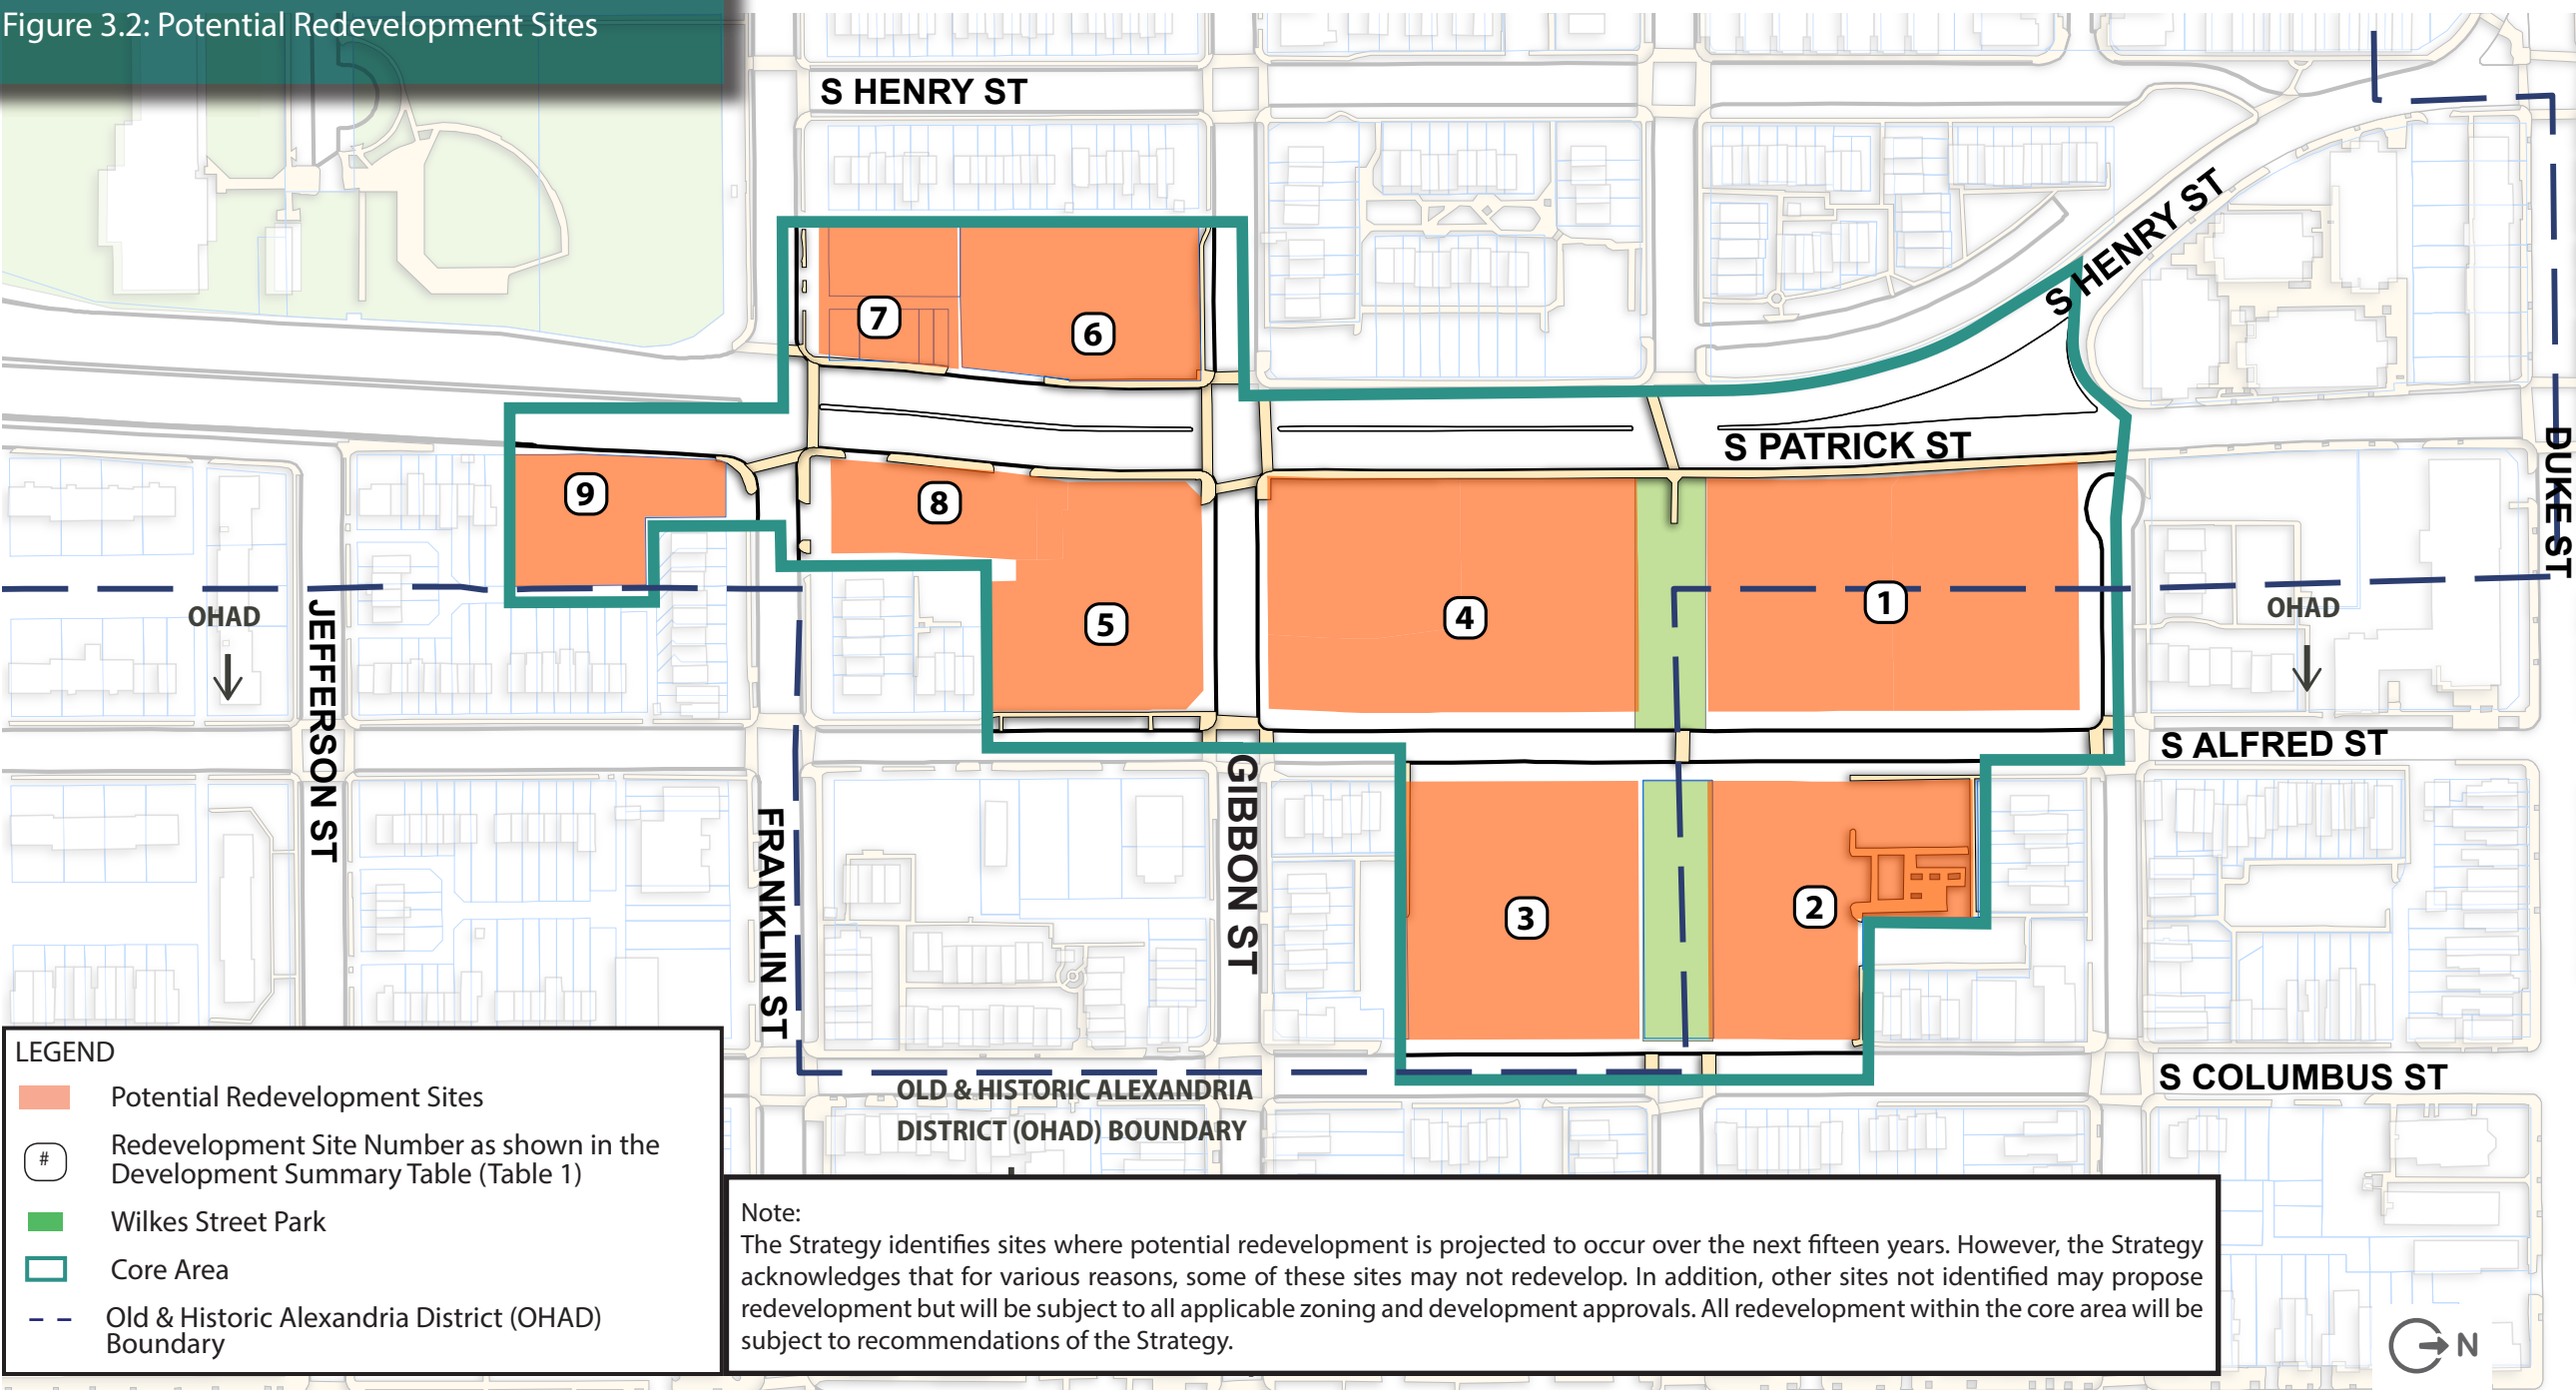 Figure 3.2: Potential Redevelopment Sites
S HENRY ST
S HENRY ST
7
6
S PATRICK ST
DUKE ST
9
8
OHAD
JEFFERSON ST
5
4
1
OHAD
S ALFRED ST
FRANKLIN ST
GIBBON ST
3
2
S COLUMBUS ST
OLD & HISTORIC ALEXANDRIA
DISTRICT (OHAD) BOUNDARY
LEGEND
Potential Redevelopment Sites
#
Redevelopment Site Number as shown in the
Development Summary Table (Table 1)
Wilkes Street Park
Core Area
Old & Historic Alexandria District (OHAD)
Boundary
Note:
The Strategy identifies sites where potential redevelopment is projected to occur over the next fifteen years. However, the Strategy
acknowledges that for various reasons, some of these sites may not redevelop. In addition, other sites not identified may propose
redevelopment but will be subject to all applicable zoning and development approvals. All redevelopment within the core area will be
subject to recommendations of the Strategy.
N